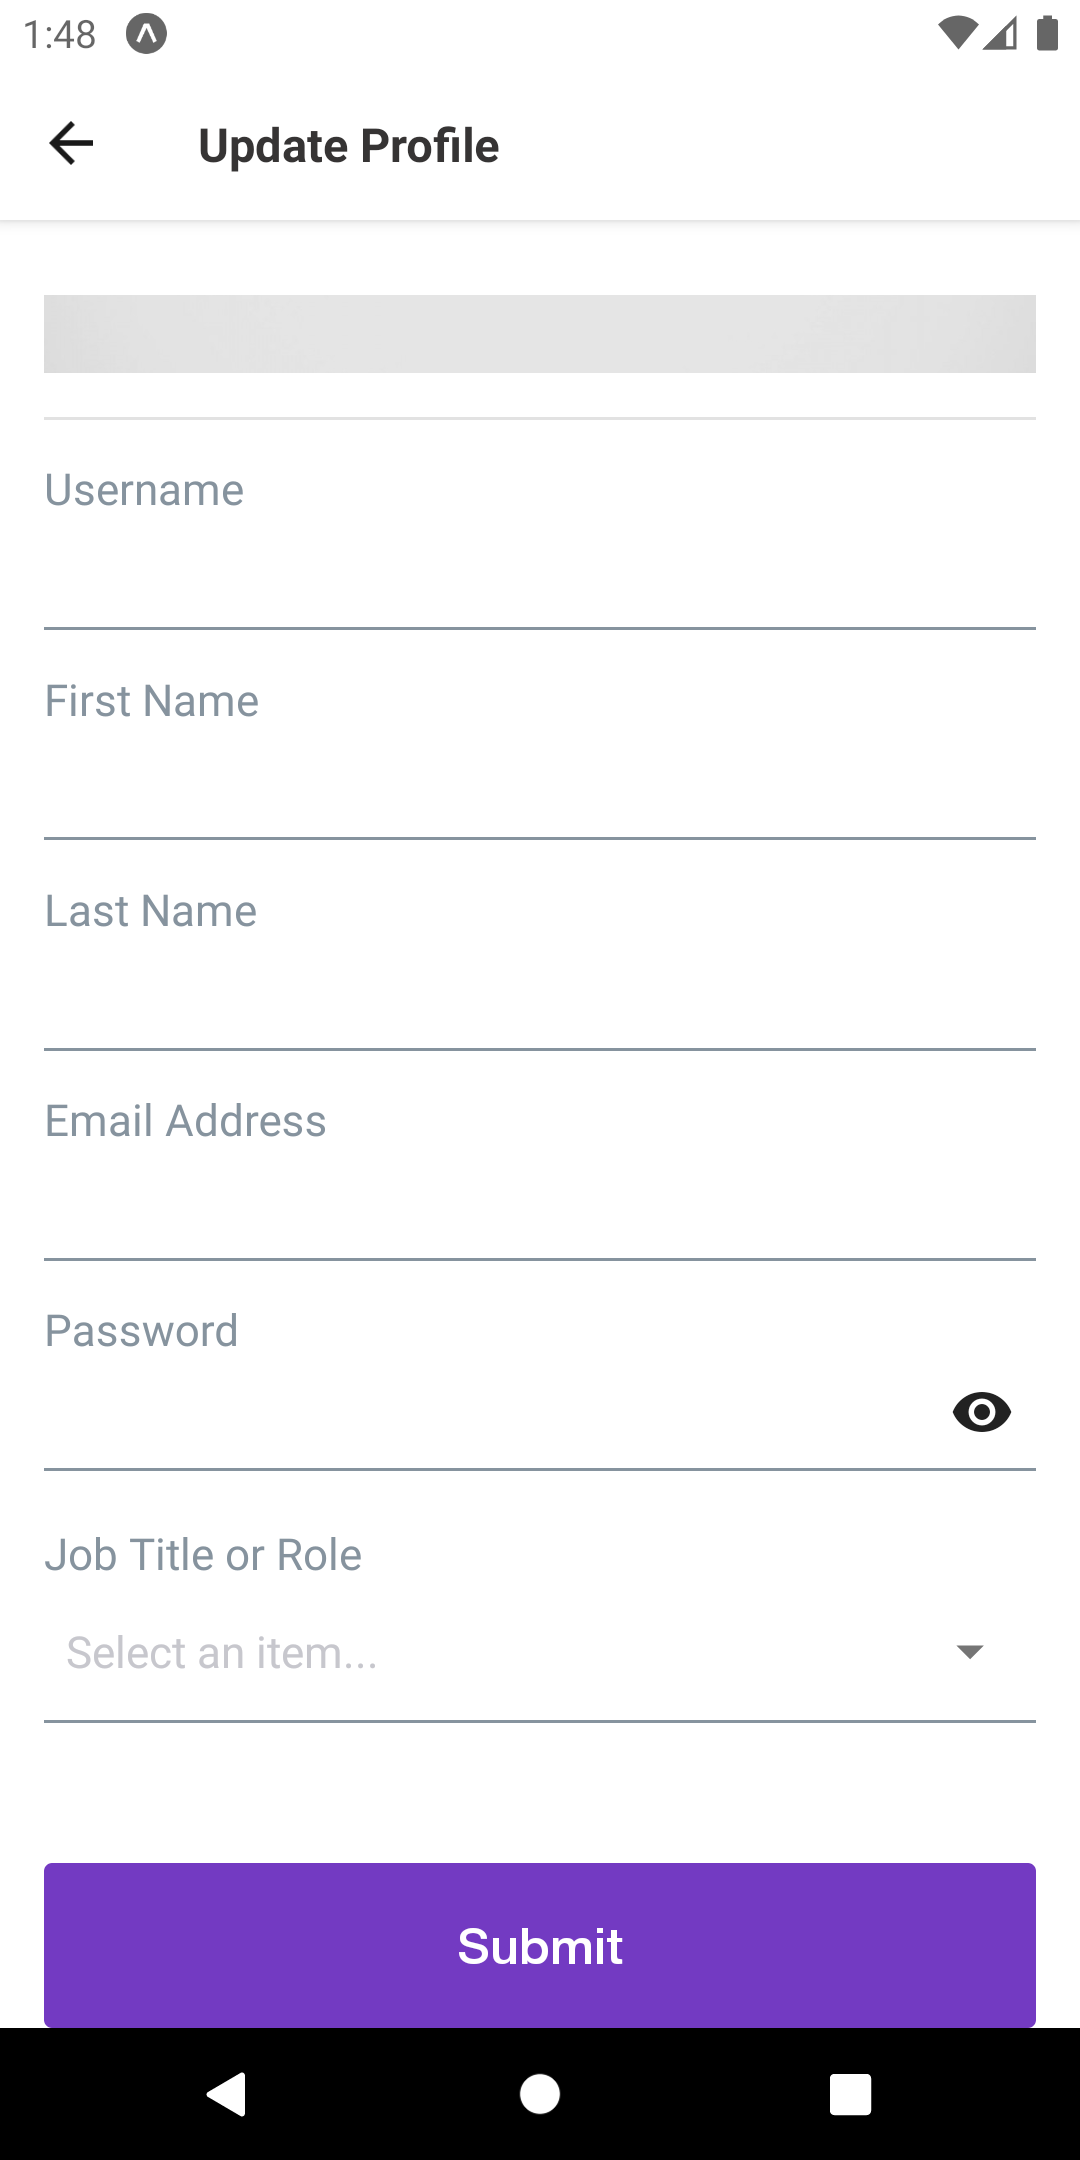 1:48
Update Profile
Username
First Name
Last Name
Email Address
Password
Job Title or Role
Select an item...
Submit